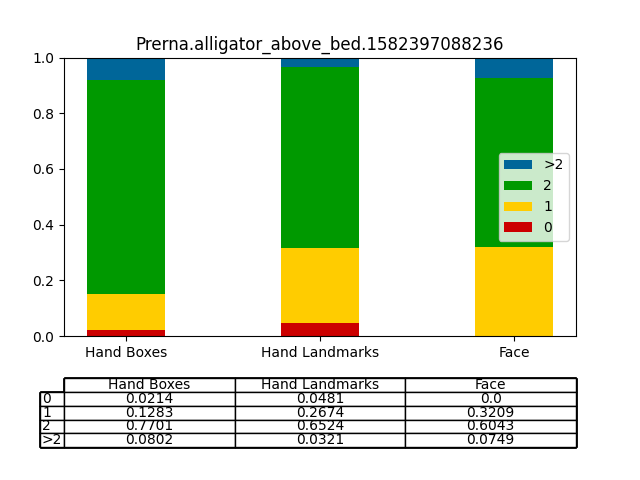 Prerna.alligator_above_bed.1582397088236
1.0
0.8
0.6
0.4
0.2
0.0
>2
2
1
0
Hand Boxes Hand Landmarks Face
Hand Boxes Hand Landmarks Face
0 0.0214 0.0481 0.0
1 0.1283 0.2674 0.3209
2 0.7701 0.6524 0.6043
>2 0.0802 0.0321 0.0749